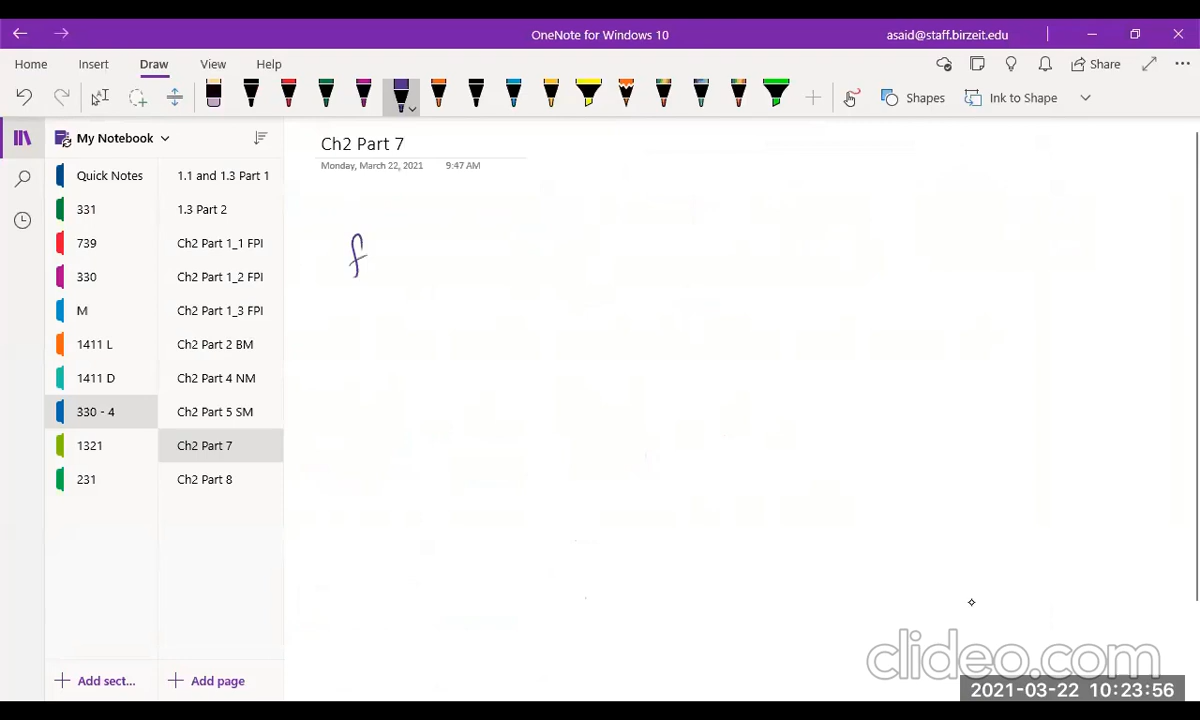 OneNote for Windows 10
asaid@staff.birzeit.edu
Home Insert Draw View Help
Share
Shapes
Ink to Shape
My Notebook
Quick Notes
331
739
330
M
1411 L
1411 D
330 - 4
1321
231
Add sect...
1.1 and 1.3 Part 1
1.3 Part 2
Ch2 Part 1_1 FPI
Ch2 Part 1_2 FPI
Ch2 Part 1_3 FPI
Ch2 Part 2 BM
Ch2 Part 4 NM
Ch2 Part 5 SM
Ch2 Part 7
Ch2 Part 8
Add page
Ch2 Part 7
Monday, March 22, 2021 9:47 AM
f
clideo.com
2021-03-22 10:23:56